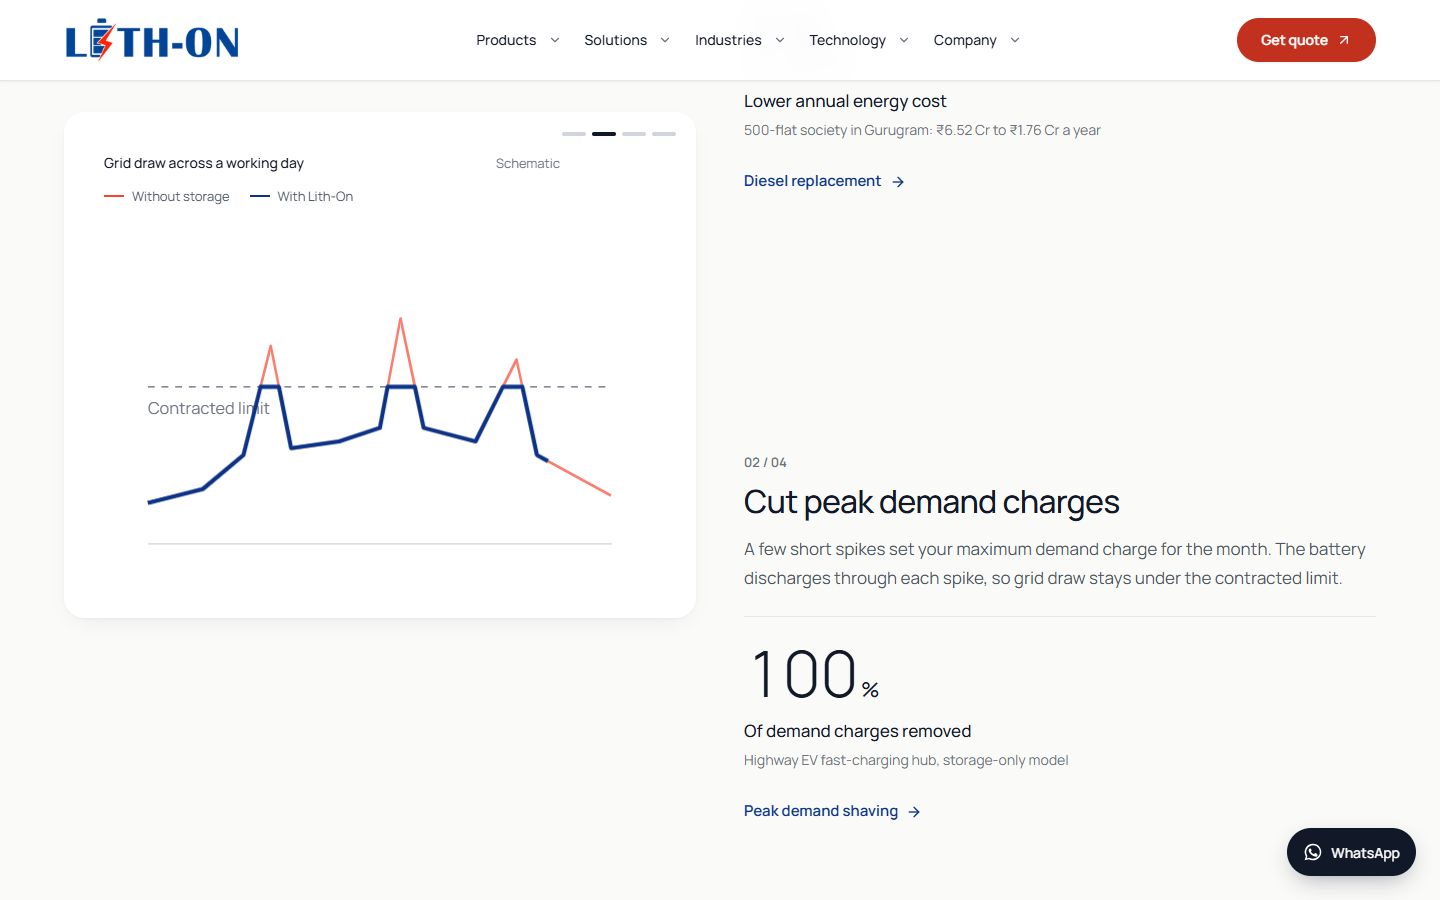 LITH-ON
Products
Solutions
Industries
Technology
Company
Get quote
Grid draw across a working day
Schematic
Without storage
With Lith-On
Contracted limit
Lower annual energy cost
500-flat society in Gurugram: ₹6.52 Cr to ₹1.76 Cr a year
Diesel replacement
02 / 04
Cut peak demand charges
A few short spikes set your maximum demand charge for the month. The battery
discharges through each spike, so grid draw stays under the contracted limit.
100%
Of demand charges removed
Highway EV fast-charging hub, storage-only model
Peak demand shaving
WhatsApp